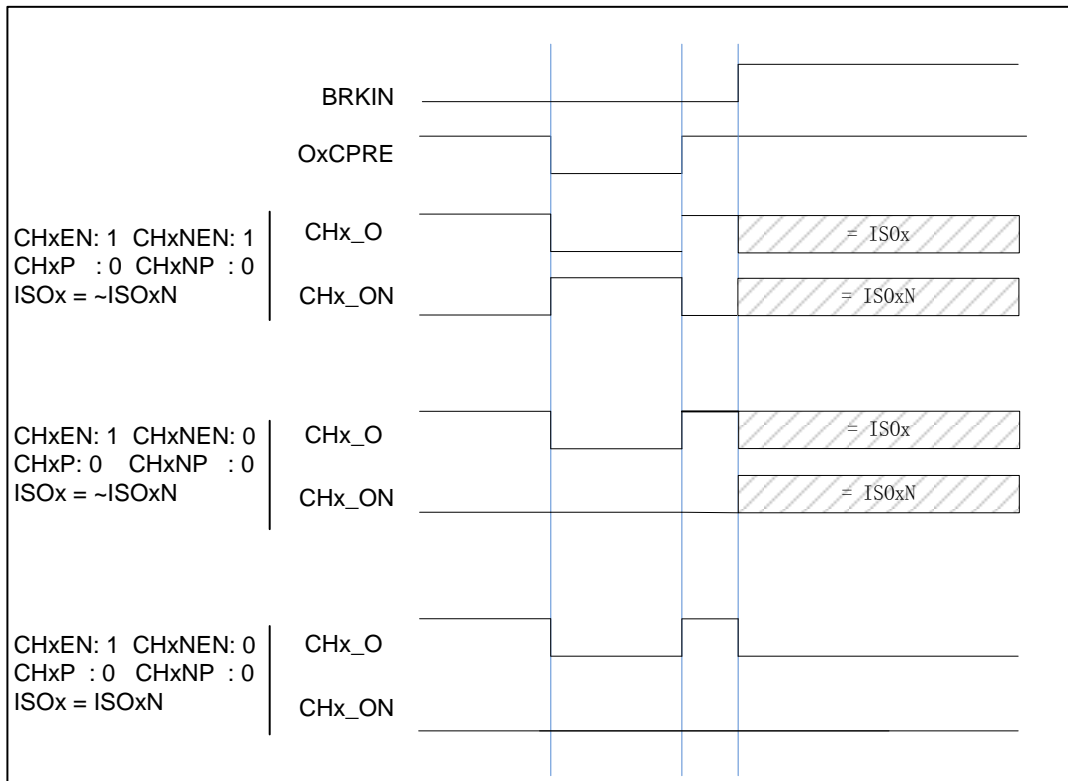 BRKIN
OxCPRE
CHxEN: 1 CHxNEN: 1
CHxP : 0 CHxNP : 0
ISOx = ~ISOxN
CHx_O
= ISOx
CHx_ON
= ISOxN
CHxEN: 1 CHxNEN: 0
CHxP: 0 CHxNP : 0
ISOx = ~ISOxN
CHx_O
= ISOx
CHx_ON
= ISOxN
CHxEN: 1 CHxNEN: 0
CHxP : 0 CHxNP : 0
ISOx = ISOxN
CHx_O
CHx_ON